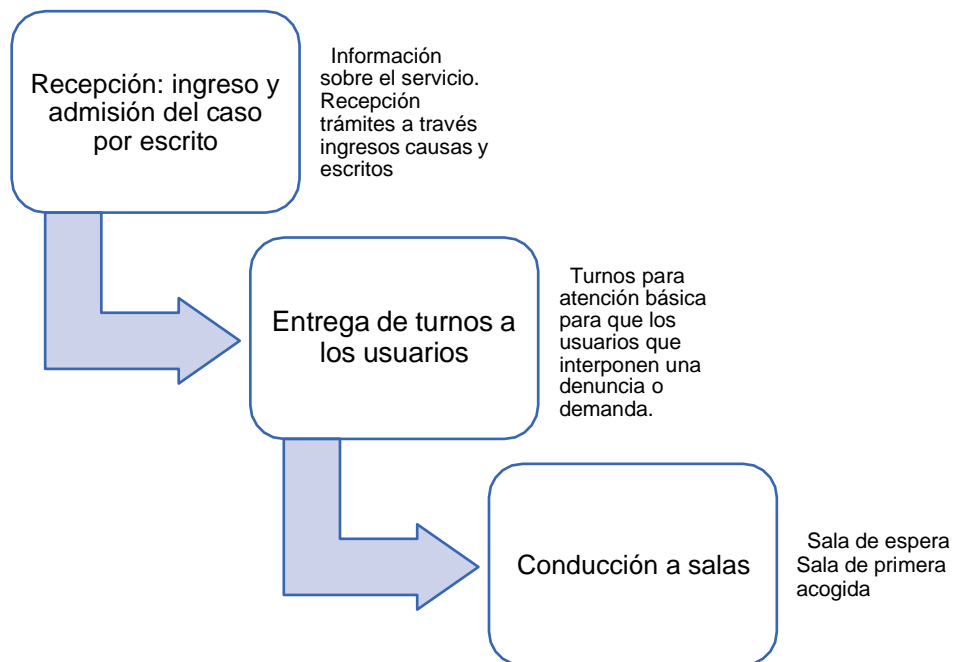 Recepción: ingreso y
admisión del caso
por escrito
Información
sobre el servicio.
Recepción
trámites a través
ingresos causas y
escritos
Entrega de turnos a
los usuarios
Turnos para
atención básica
para que los
usuarios que
interponen una
denuncia o
demanda.
Conducción a salas
Sala de espera
Sala de primera
acogida